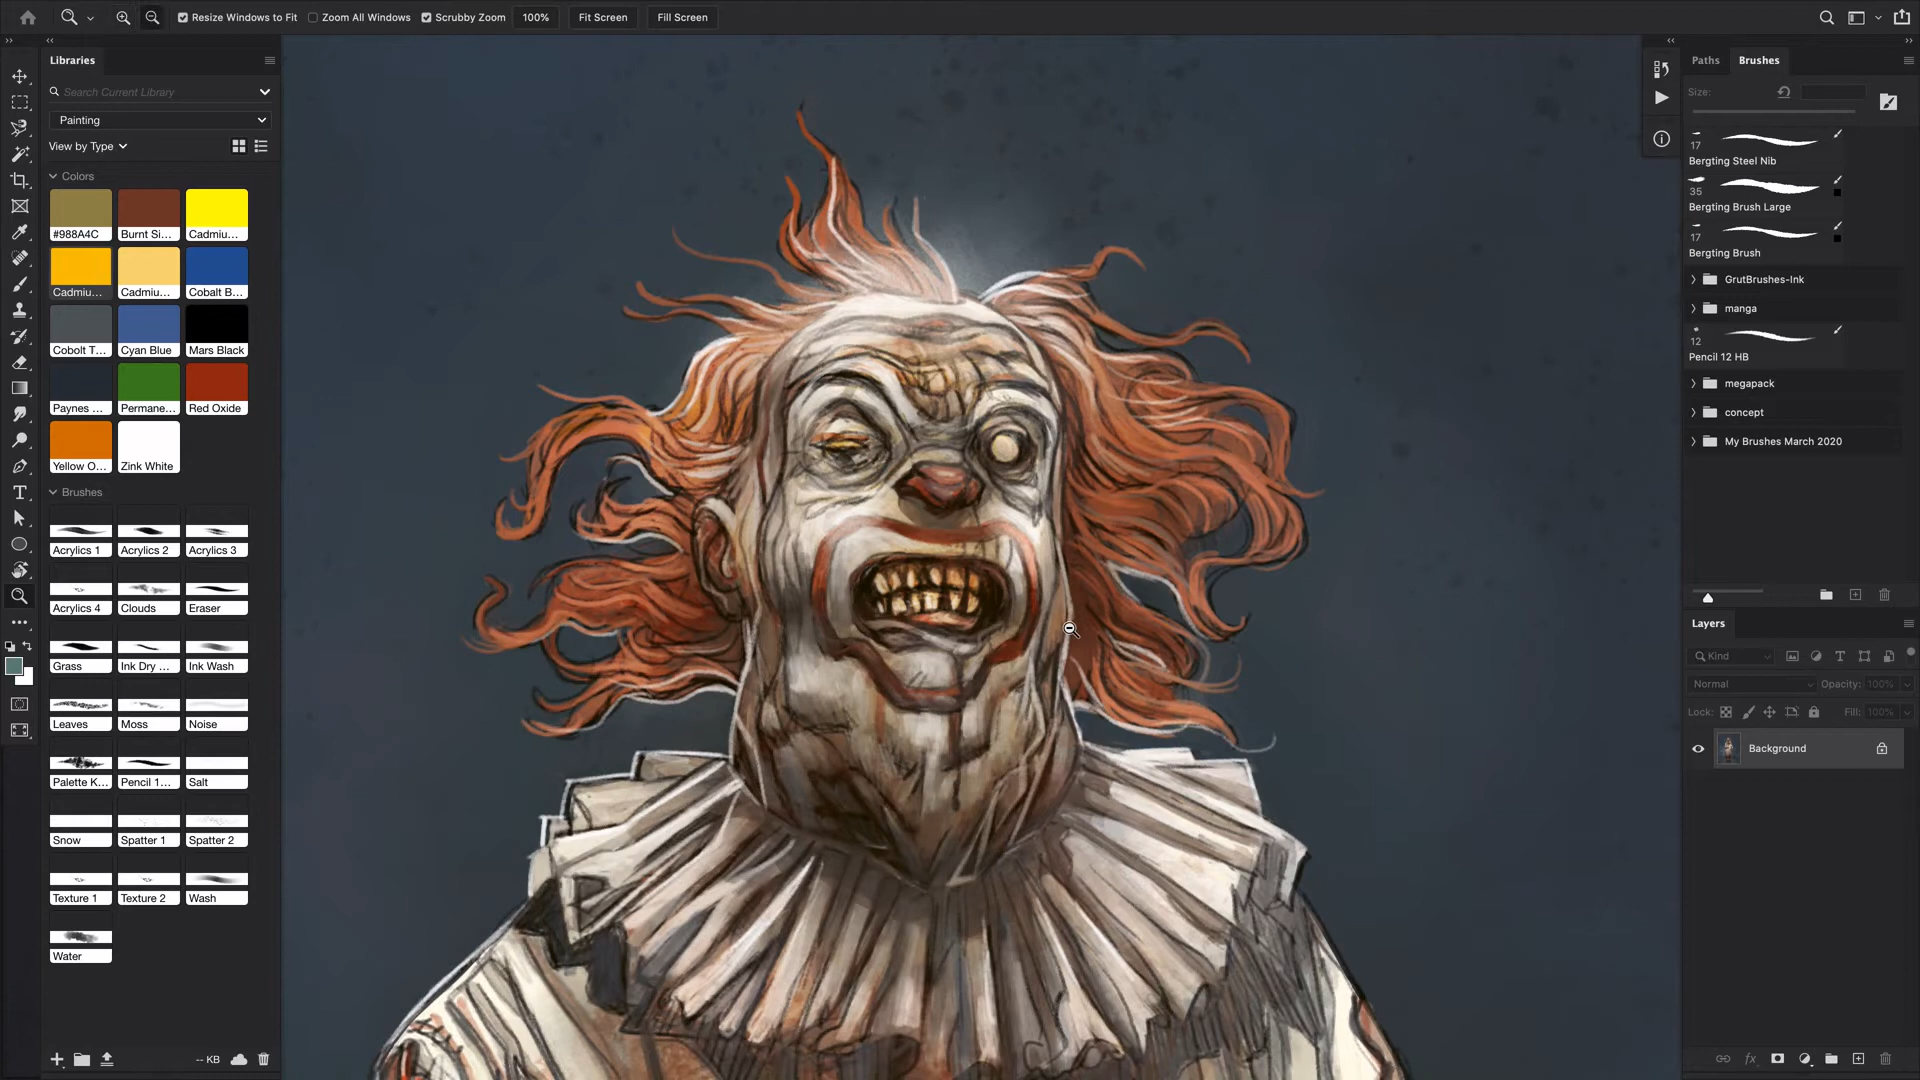 Resize Windows to Fit
Zoom All Windows
Scrubby Zoom
100%
Fit Screen
Fill Screen
Libraries
Search Current Library
Painting
View by Type
Colors
#988A4C
Burnt Si...
Cadmiu...
Cadmiu...
Cadmiu...
Cobalt B...
Cobolt T...
Cyan Blue
Mars Black
Paynes ...
Permane...
Red Oxide
Yellow O...
Zink White
Brushes
Acrylics 1
Acrylics 2
Acrylics 3
Acrylics 4
Clouds
Eraser
Grass
Ink Dry ...
Ink Wash
Leaves
Moss
Noise
Palette K...
Pencil 1...
Salt
Snow
Spatter 1
Spatter 2
Texture 1
Texture 2
Wash
Water
-- KB
Paths
Brushes
Size:
17
Bergting Steel Nib
35
Bergting Brush Large
17
Bergting Brush
GrutBrushes-Ink
manga
12
Pencil 12 HB
megapack
concept
My Brushes March 2020
Layers
Kind
Normal
Opacity: 100%
Lock:
Fill: 100%
Background
fx